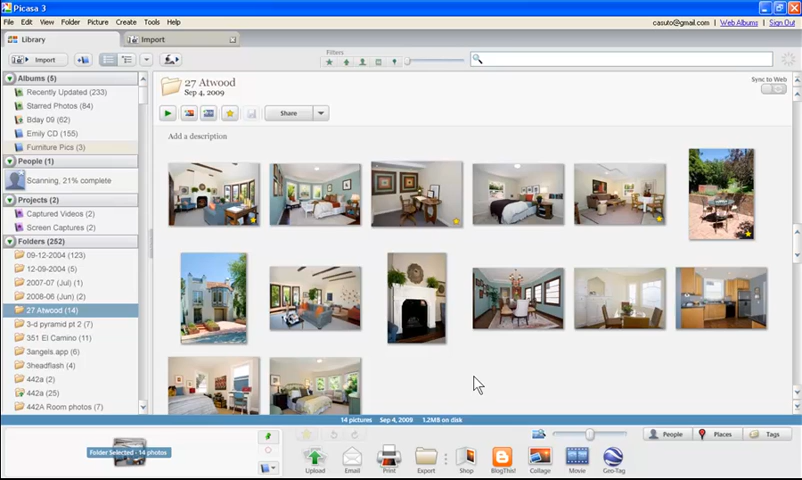 Picasa 3
File Edit View Folder Picture Create Tools Help
casuto@gmail.com | Web Albums | Sign Out
Library
Import
Import
Filters
Albums (5)
Recently Updated (233)
Starred Photos (84)
Bday 09 (62)
Emily CD (155)
Furniture Pics (3)
People (1)
Scanning, 21% complete
Projects (2)
Captured Videos (2)
Screen Captures (2)
Folders (252)
09-12-2004 (123)
12-09-2004 (5)
2007-07 (Jul) (1)
2008-06 (Jun) (2)
27 Atwood (14)
3-d pyramid pt 2 (7)
351 El Camino (11)
3angels.app (6)
3headflash (4)
442a (2)
442a (25)
442A Room photos (7)
27 Atwood
Sep 4, 2009
Sync to Web
Share
Add a description
14 pictures Sep 4, 2009 1.2MB on disk
Folder Selected - 14 photos
People Places Tags
Upload Email Print Export Shop BlogThis! Collage Movie Geo-Tag